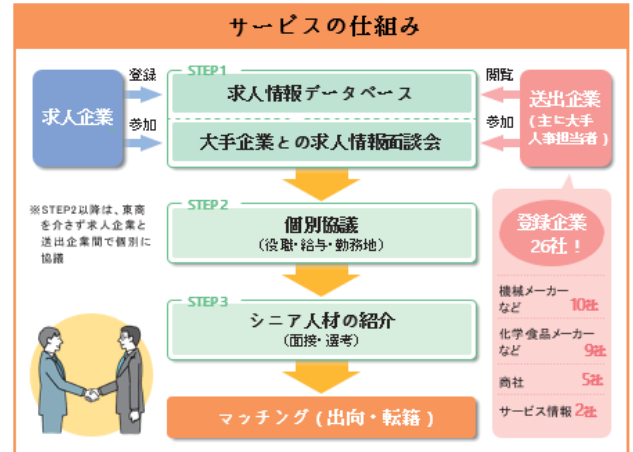 サービスの仕組み
STEP1
求人企業
登録
参加
求人情報データベース
大手企業との求人情報面談会
閲覧
参加
送出企業
(主に大手
人事担当者)
※STEP2以降は、東商
を介さず求人企業と
送出企業間で個別に
協議
STEP2
個別協議
(役職・給与・勤務地)
STEP3
シニア人材の紹介
(面接・選考)
マッチング(出向・転籍)
登録企業
26社!
機械メーカー
など 10社
化学・食品メーカー
など 9社
商社 5社
サービス情報 2社